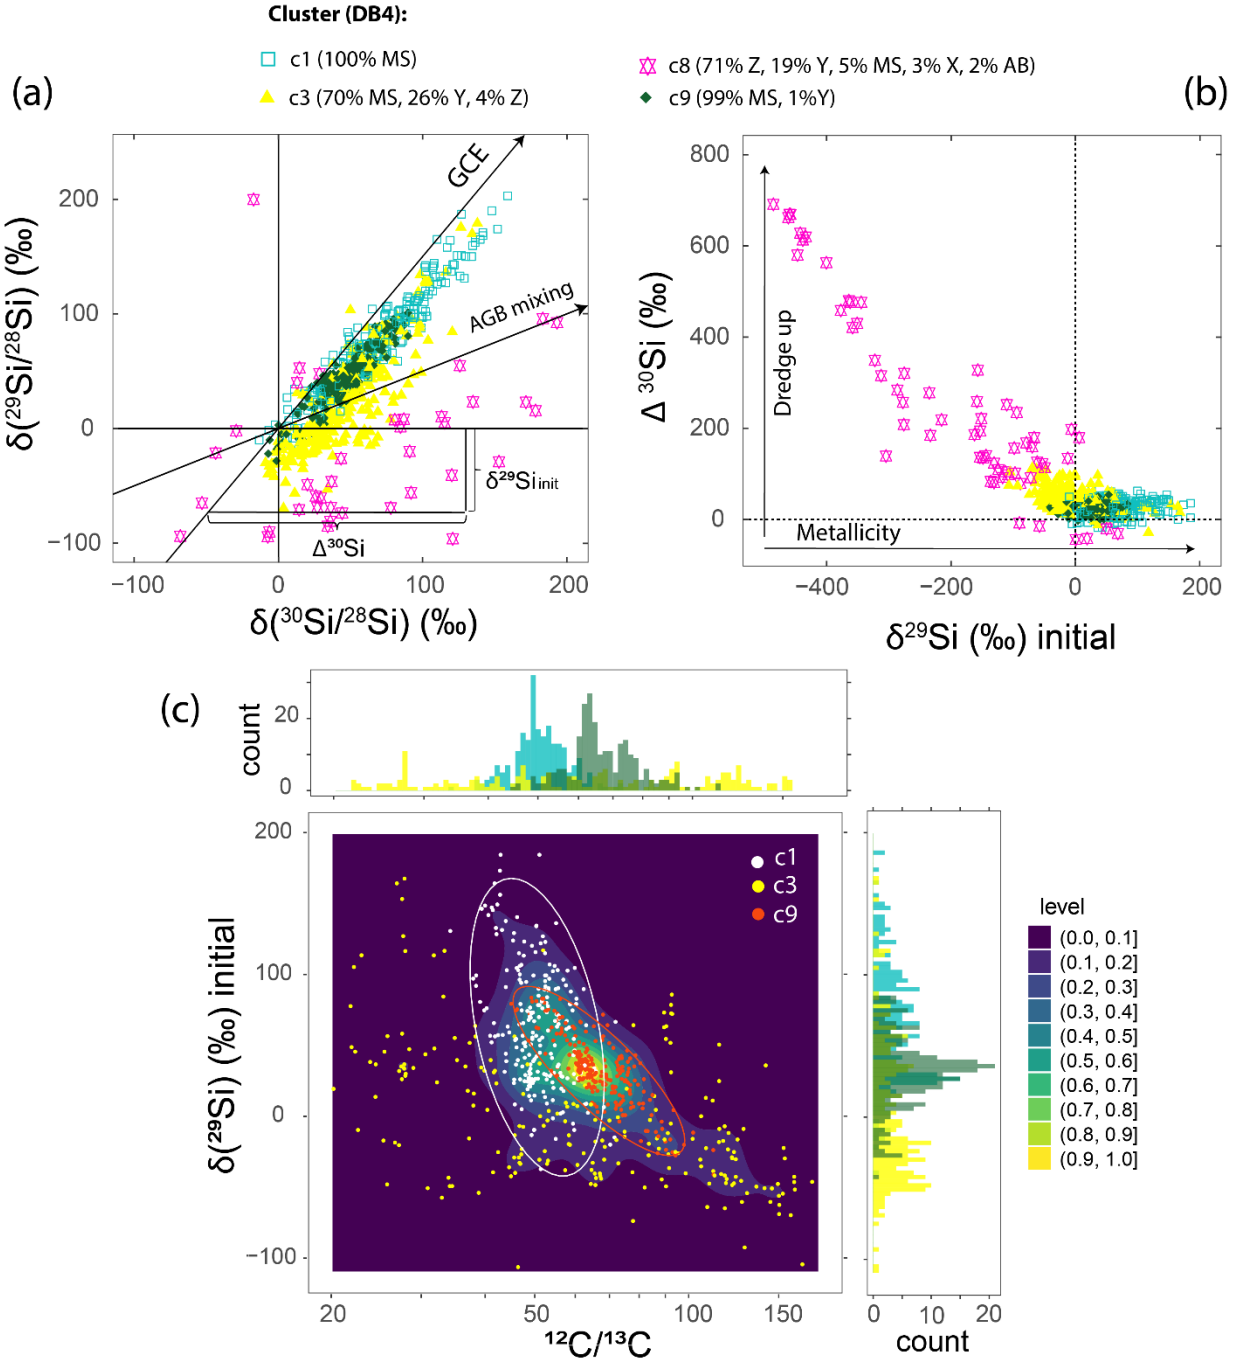 Cluster (DB4):
c1 (100% MS)
c3 (70% MS, 26% Y, 4% Z)
c8 (71% Z, 19% Y, 5% MS, 3% X, 2% AB)
c9 (99% MS, 1%Y)
(a)
δ(²⁹Si/²⁸Si) (‰)
200
100
0
−100
GCE
AGB mixing
δ²⁹Siinit
Δ³⁰Si
−100
0
100
200
δ(³⁰Si/²⁸Si) (‰)
(b)
Δ ³⁰Si (‰)
800
600
400
200
0
Dredge up
Metallicity
−400
−200
0
200
δ²⁹Si (‰) initial
(c)
count
20
0
δ(²⁹Si) (‰) initial
200
100
0
−100
c1
c3
c9
20
50
100
150
¹²C/¹³C
0
10
20
count
level
(0.0, 0.1]
(0.1, 0.2]
(0.2, 0.3]
(0.3, 0.4]
(0.4, 0.5]
(0.5, 0.6]
(0.6, 0.7]
(0.7, 0.8]
(0.8, 0.9]
(0.9, 1.0]